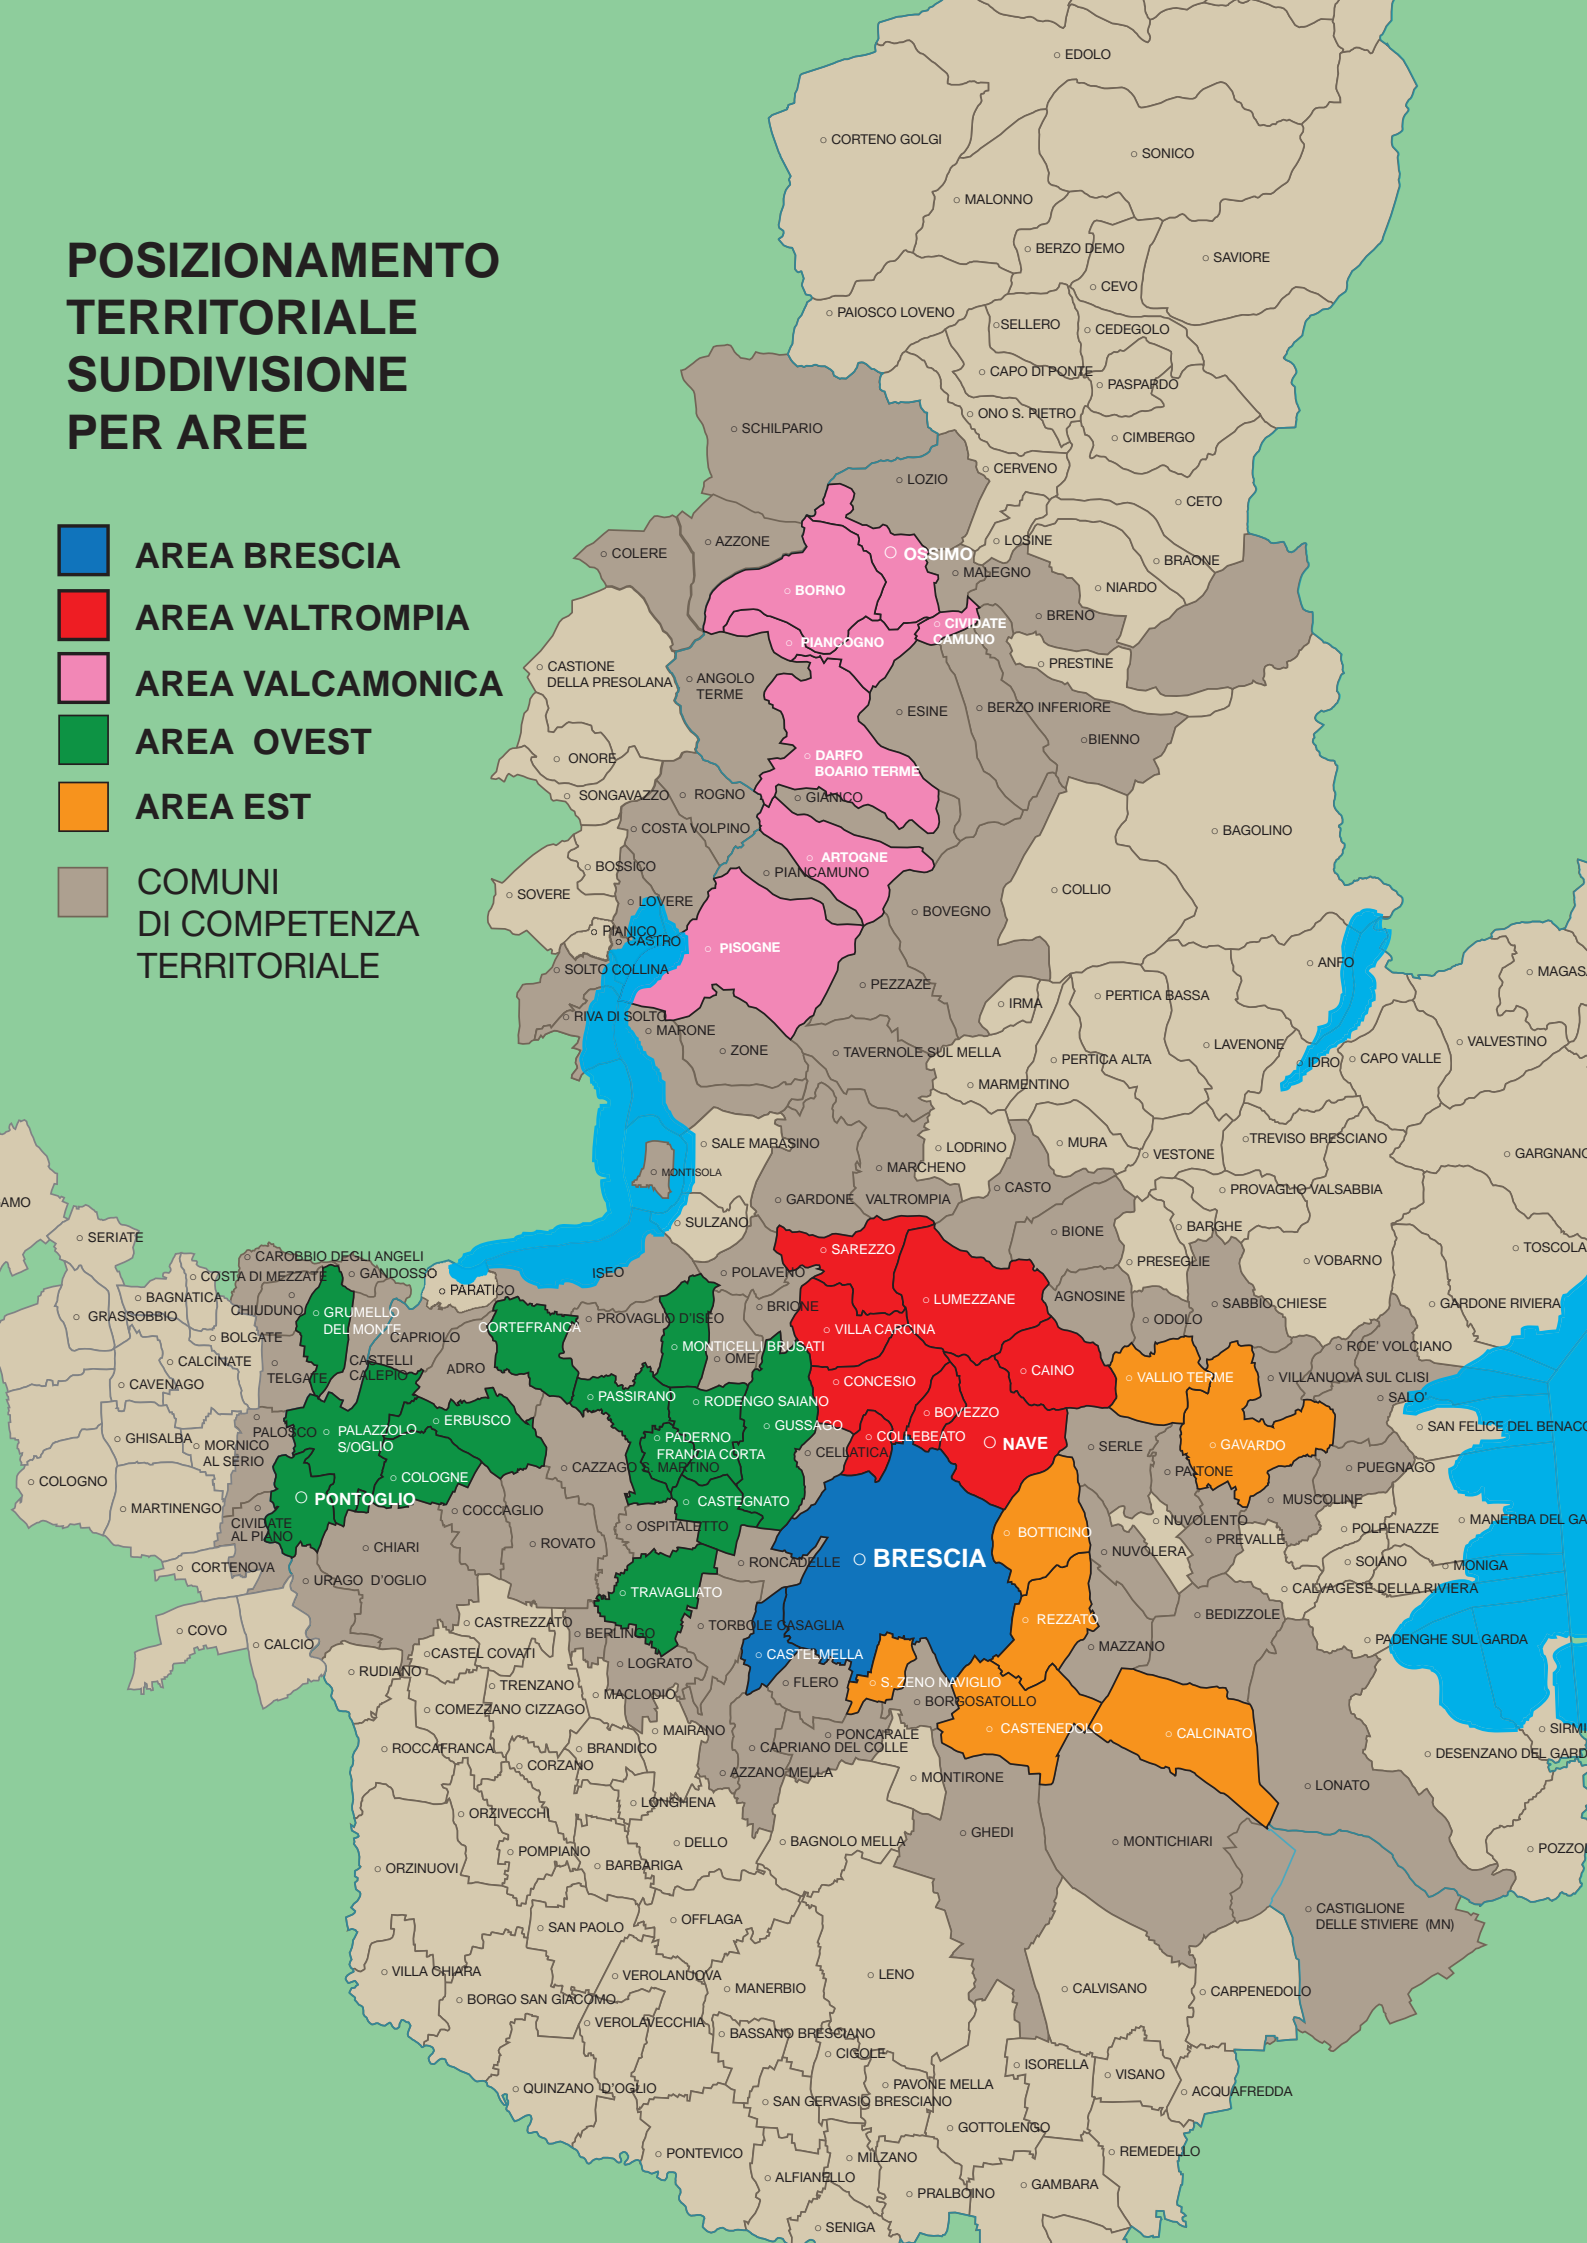 POSIZIONAMENTO
TERRITORIALE
SUDDIVISIONE
PER AREE
AREA BRESCIA
AREA VALTROMPIA
AREA VALCAMONICA
AREA OVEST
AREA EST
COMUNI
DI COMPETENZA
TERRITORIALE
EDOLO
CORTENO GOLGI
SONICO
MALONNO
BERZO DEMO
SAVIORE
CEVO
PAIOSCO LOVENO
SELLERO
CEDEGOLO
CAPO DI PONTE
PASPARDO
ONO S. PIETRO
SCHILPARIO
CIMBERGO
CERVENO
LOZIO
CETO
AZZONE
LOSINE
COLERE
OSSIMO
BRAONE
MALEGNO
NIARDO
BORNO
BRENO
CIVIDATE
CAMUNO
PIANCOGNO
PRESTINE
CASTIONE
DELLA PRESOLANA
ANGOLO
TERME
ESINE
BERZO INFERIORE
BIENNO
DARFO
BOARIO TERME
ONORE
SONGAVAZZO
ROGNO
GIANICO
COSTA VOLPINO
BAGOLINO
ARTOGNE
BOSSICO
PIANCAMUNO
COLLIO
SOVERE
LOVERE
BOVEGNO
PIANICO
CASTRO
PISOGNE
ANFO
SOLTO COLLINA
MAGAS
PEZZAZE
PERTICA BASSA
IRMA
RIVA DI SOLTO
MARONE
LAVENONE
VALVESTINO
ZONE
TAVERNOLE SUL MELLA
PERTICA ALTA
IDRO
CAPO VALLE
MARMENTINO
TREVISO BRESCIANO
SALE MARASINO
LODRINO
MURA
VESTONE
GARGNANO
MARCHENO
MONTISOLA
CASTO
PROVAGLIO VALSABBIA
GARDONE VALTROMPIA
AMO
SULZANO
BARGHE
BIONE
SERIATE
SAREZZO
TOSCOLA
CAROBBIO DEGLI ANGELI
PRESEGLIE
VOBARNO
GANDOSSO
ISEO
POLAVENO
COSTA DI MEZZATE
PARATICO
AGNOSINE
BAGNATICA
LUMEZZANE
SABBIO CHIESE
GARDONE RIVIERA
CHIUDUNO
GRUMELLO
DEL MONTE
BRIONE
GRASSOBBIO
PROVAGLIO D'ISEO
ODOLO
CORTEFRANCA
VILLA CARCINA
BOLGATE
CAPRIOLO
MONTICELLI BRUSATI
ROE' VOLCIANO
CALCINATE
CASTELLI
CALEPIO
OME
ADRO
CAINO
TELGATE
VALLIO TERME
VILLANUOVA SUL CLISI
CAVENAGO
CONCESIO
PASSIRANO
SALO'
RODENGO SAIANO
BOVEZZO
ERBUSCO
GUSSAGO
SAN FELICE DEL BENACO
PALOSCO
PALAZZOLO
S/OGLIO
PADERNO
FRANCIA CORTA
COLLEBEATO
NAVE
GHISALBA
MORNICO
AL SERIO
CELLATICA
SERLE
GAVARDO
CAZZAGO S. MARTINO
PAITONE
PUEGNAGO
COLOGNE
COLOGNO
PONTOGLIO
CASTEGNATO
MUSCOLINE
MARTINENGO
COCCAGLIO
CIVIDATE
AL PIANO
OSPITALETTO
BOTTICINO
NUVOLENTO
MANERBA DEL GA
POLPENAZZE
PREVALLE
CHIARI
ROVATO
NUVOLERA
BRESCIA
RONCADELLE
SOIANO
MONIGA
CORTENOVA
URAGO D'OGLIO
TRAVAGLIATO
CALVAGESE DELLA RIVIERA
BEDIZZOLE
REZZATO
CASTREZZATO
TORBOLE CASAGLIA
COVO
BERLINGO
PADENGHE SUL GARDA
CALCIO
MAZZANO
CASTEL COVATI
CASTELMELLA
LOGRATO
RUDIANO
FLERO
S. ZENO NAVIGLIO
TRENZANO
MACLODIO
BORGOSATOLLO
COMEZZANO CIZZAGO
CASTENEDOLO
SIRMI
MAIRANO
PONCARALE
CALCINATO
ROCCAFRANCA
BRANDICO
CAPRIANO DEL COLLE
DESENZANO DEL GARD
CORZANO
AZZANO MELLA
MONTIRONE
LONATO
LONGHENA
ORZIVECCHI
GHEDI
DELLO
BAGNOLO MELLA
MONTICHIARI
POZZOL
POMPIANO
BARBARIGA
ORZINUOVI
CASTIGLIONE
DELLE STIVIERE (MN)
OFFLAGA
SAN PAOLO
VILLA CHIARA
VEROLANUOVA
LENO
MANERBIO
CALVISANO
CARPENEDOLO
BORGO SAN GIACOMO
VEROLAVECCHIA
BASSANO BRESCIANO
CIGOLE
ISORELLA
VISANO
PAVONE MELLA
QUINZANO D'OGLIO
ACQUAFREDDA
SAN GERVASIO BRESCIANO
GOTTOLENGO
PONTEVICO
REMEDELLO
MILZANO
ALFIANELLO
GAMBARA
PRALBOINO
SENIGA